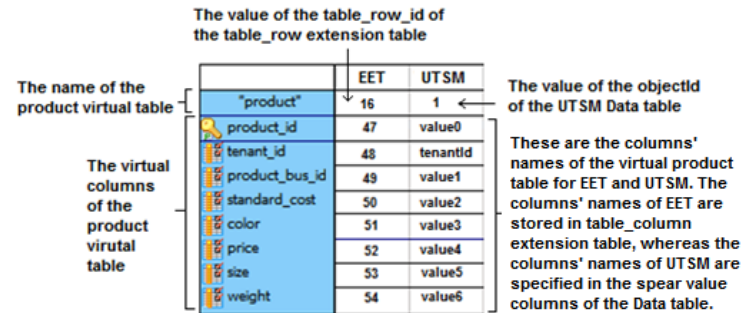 The value of the table_row_id of
the table_row extension table
EET UTSM
The name of the
product virtual table
"product" 16 1
The value of the objectId
of the UTSM Data table
product_id 47 value0
tenant_id 48 tenantId
product_bus_id 49 value1
standard_cost 50 value2
color 51 value3
price 52 value4
size 53 value5
weight 54 value6
The virtual
columns
of the
product
virutal
table
These are the columns'
names of the virtual product
table for EET and UTSM. The
columns' names of EET are
stored in table_column
extension table, whereas the
columns' names of UTSM are
specified in the spear value
columns of the Data table.